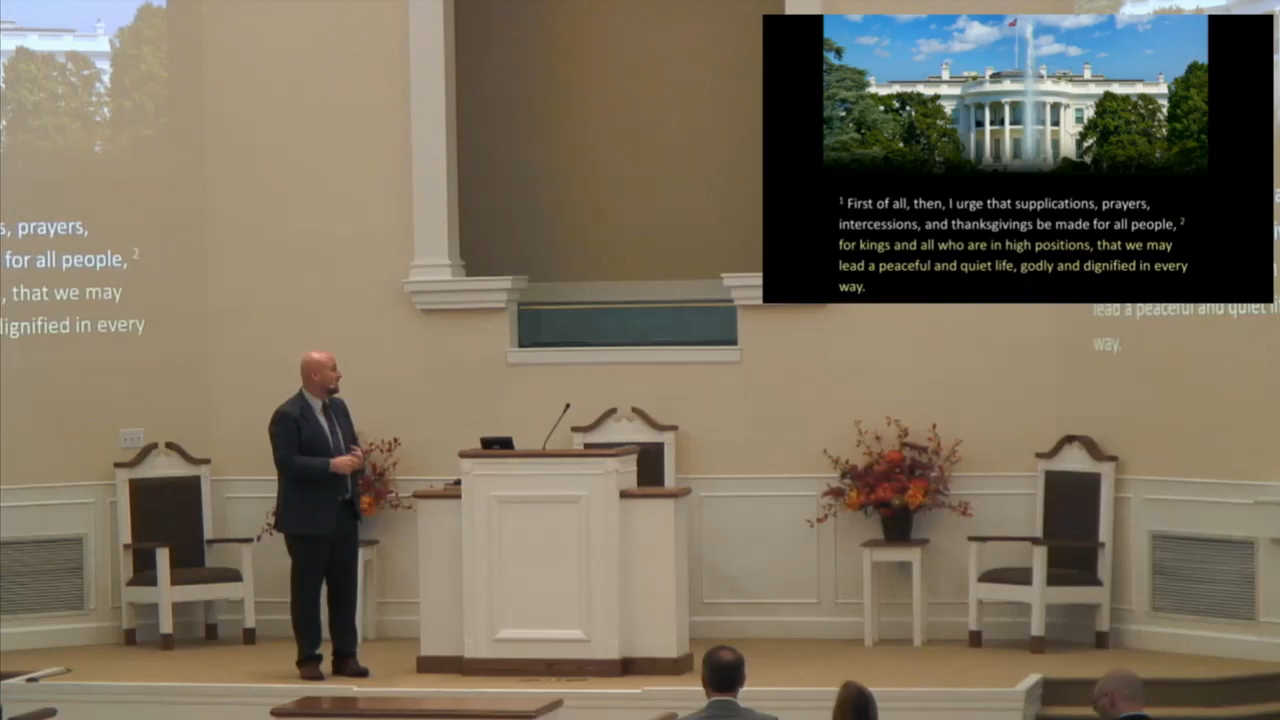 s, prayers,
for all people, 2
, that we may
dignified in every
1 First of all, then, I urge that supplications, prayers,
intercessions, and thanksgivings be made for all people, 2
for kings and all who are in high positions, that we may
lead a peaceful and quiet life, godly and dignified in every
way.
lead a peaceful and quiet li
way.